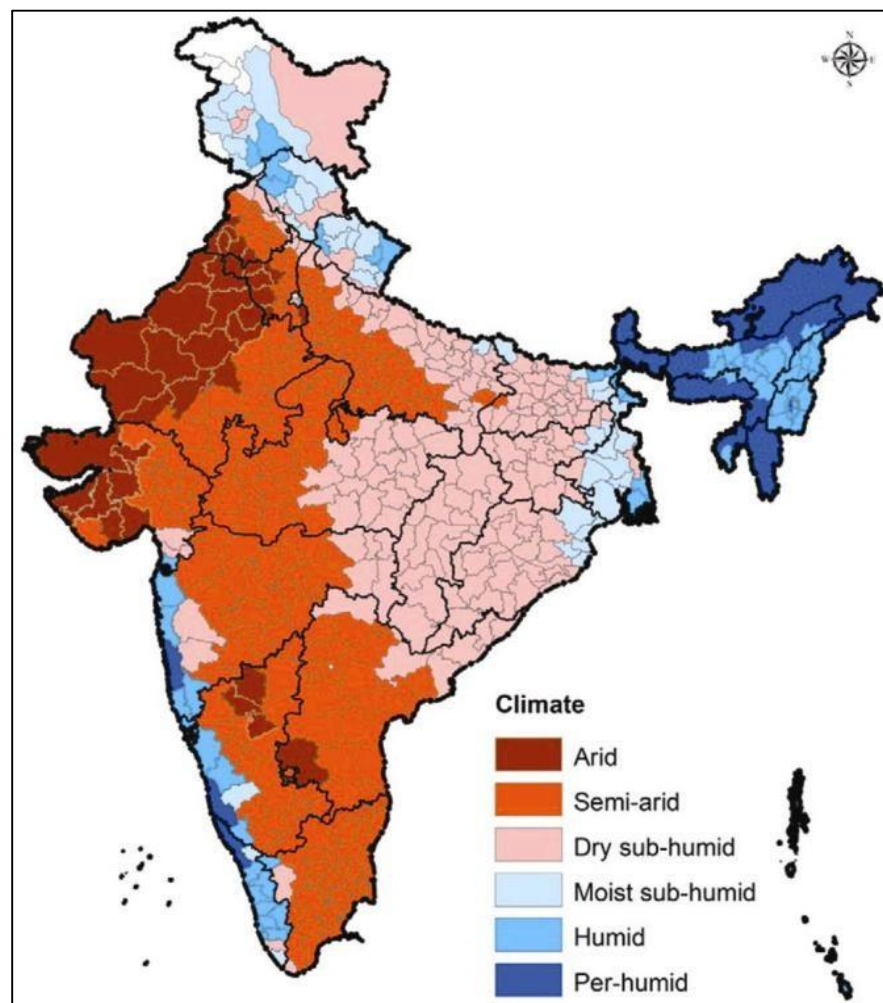 N
W E
S
Climate
Arid
Semi-arid
Dry sub-humid
Moist sub-humid
Humid
Per-humid